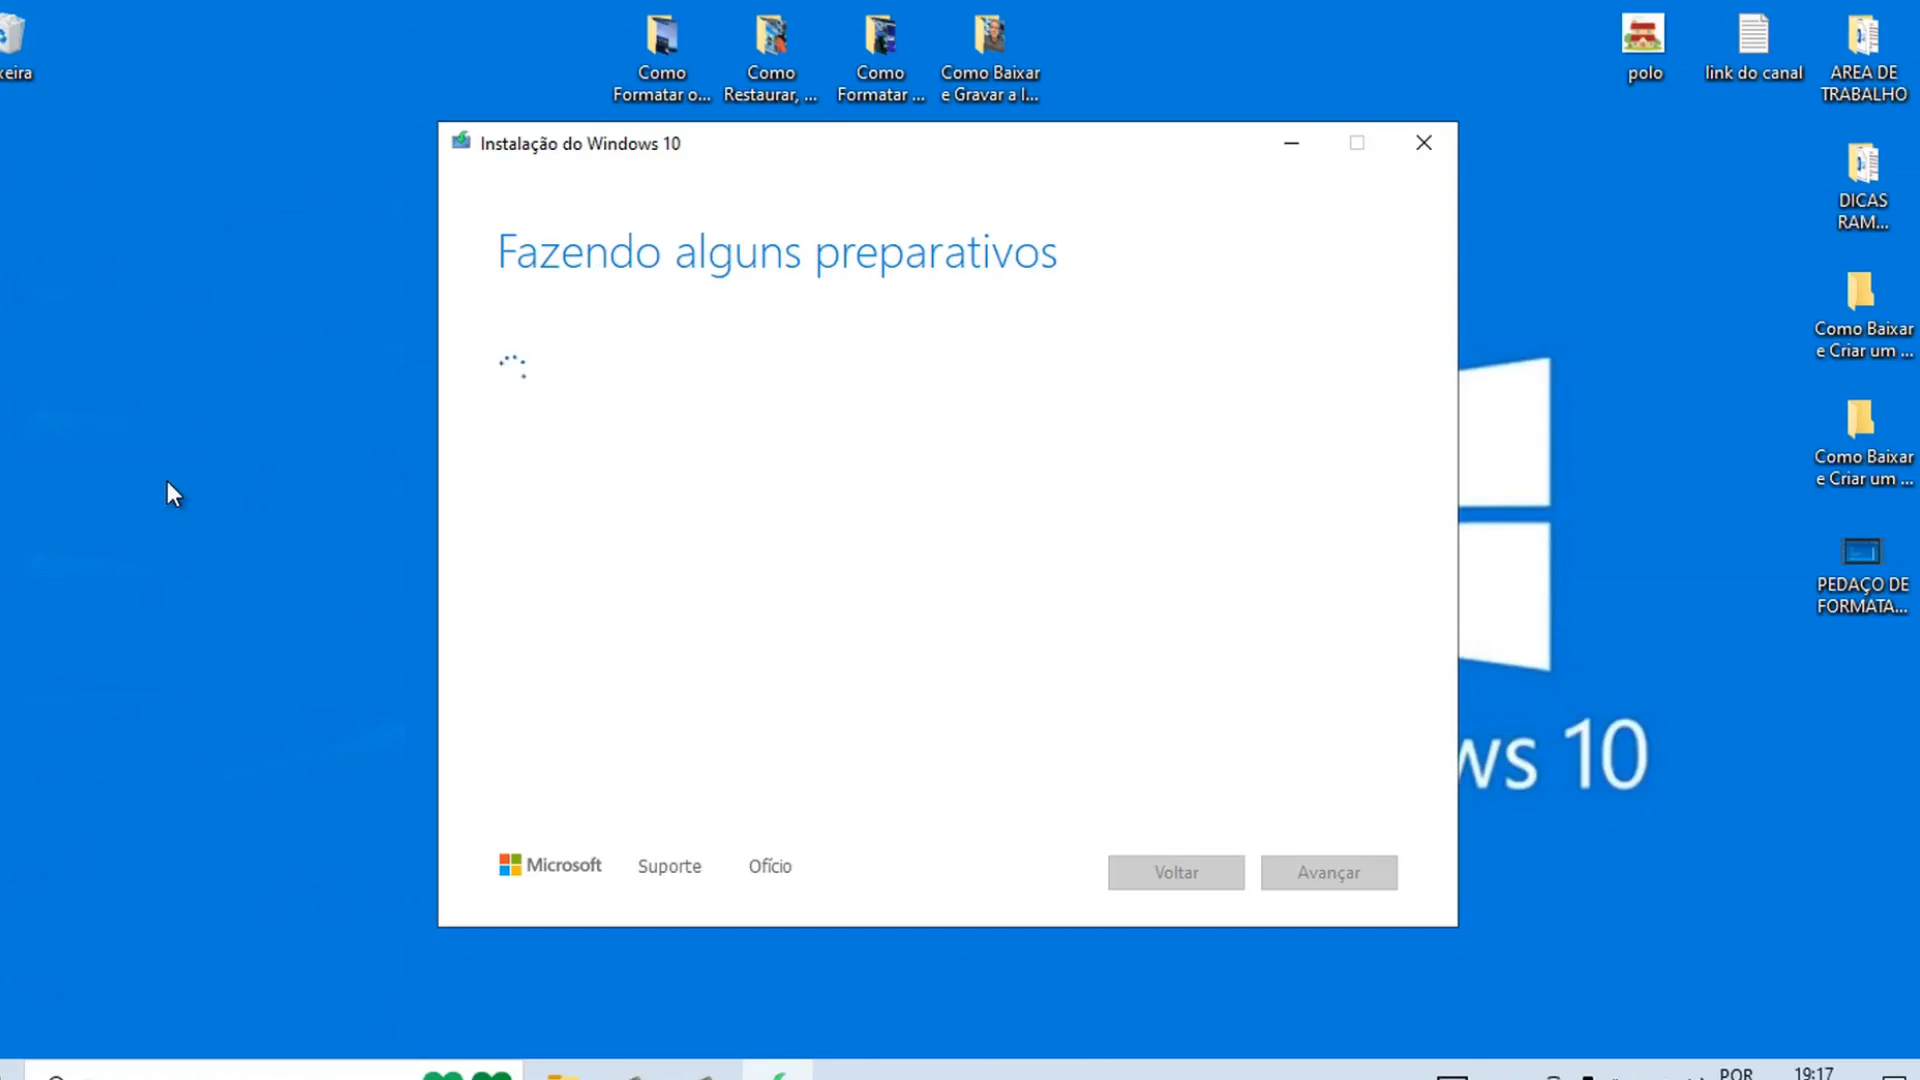 xeira
Como
Formatar o...
Como
Restaurar, ...
Como
Formatar ...
Como Baixar
e Gravar a I...
polo
link do canal
AREA DE
TRABALHO
Instalação do Windows 10
DICAS
RAM...
Fazendo alguns preparativos
Como Baixar
e Criar um ...
Como Baixar
e Criar um ...
PEDAÇO DE
FORMATA...
ws 10
Microsoft
Suporte
Ofício
Voltar
Avançar
POR
19:17